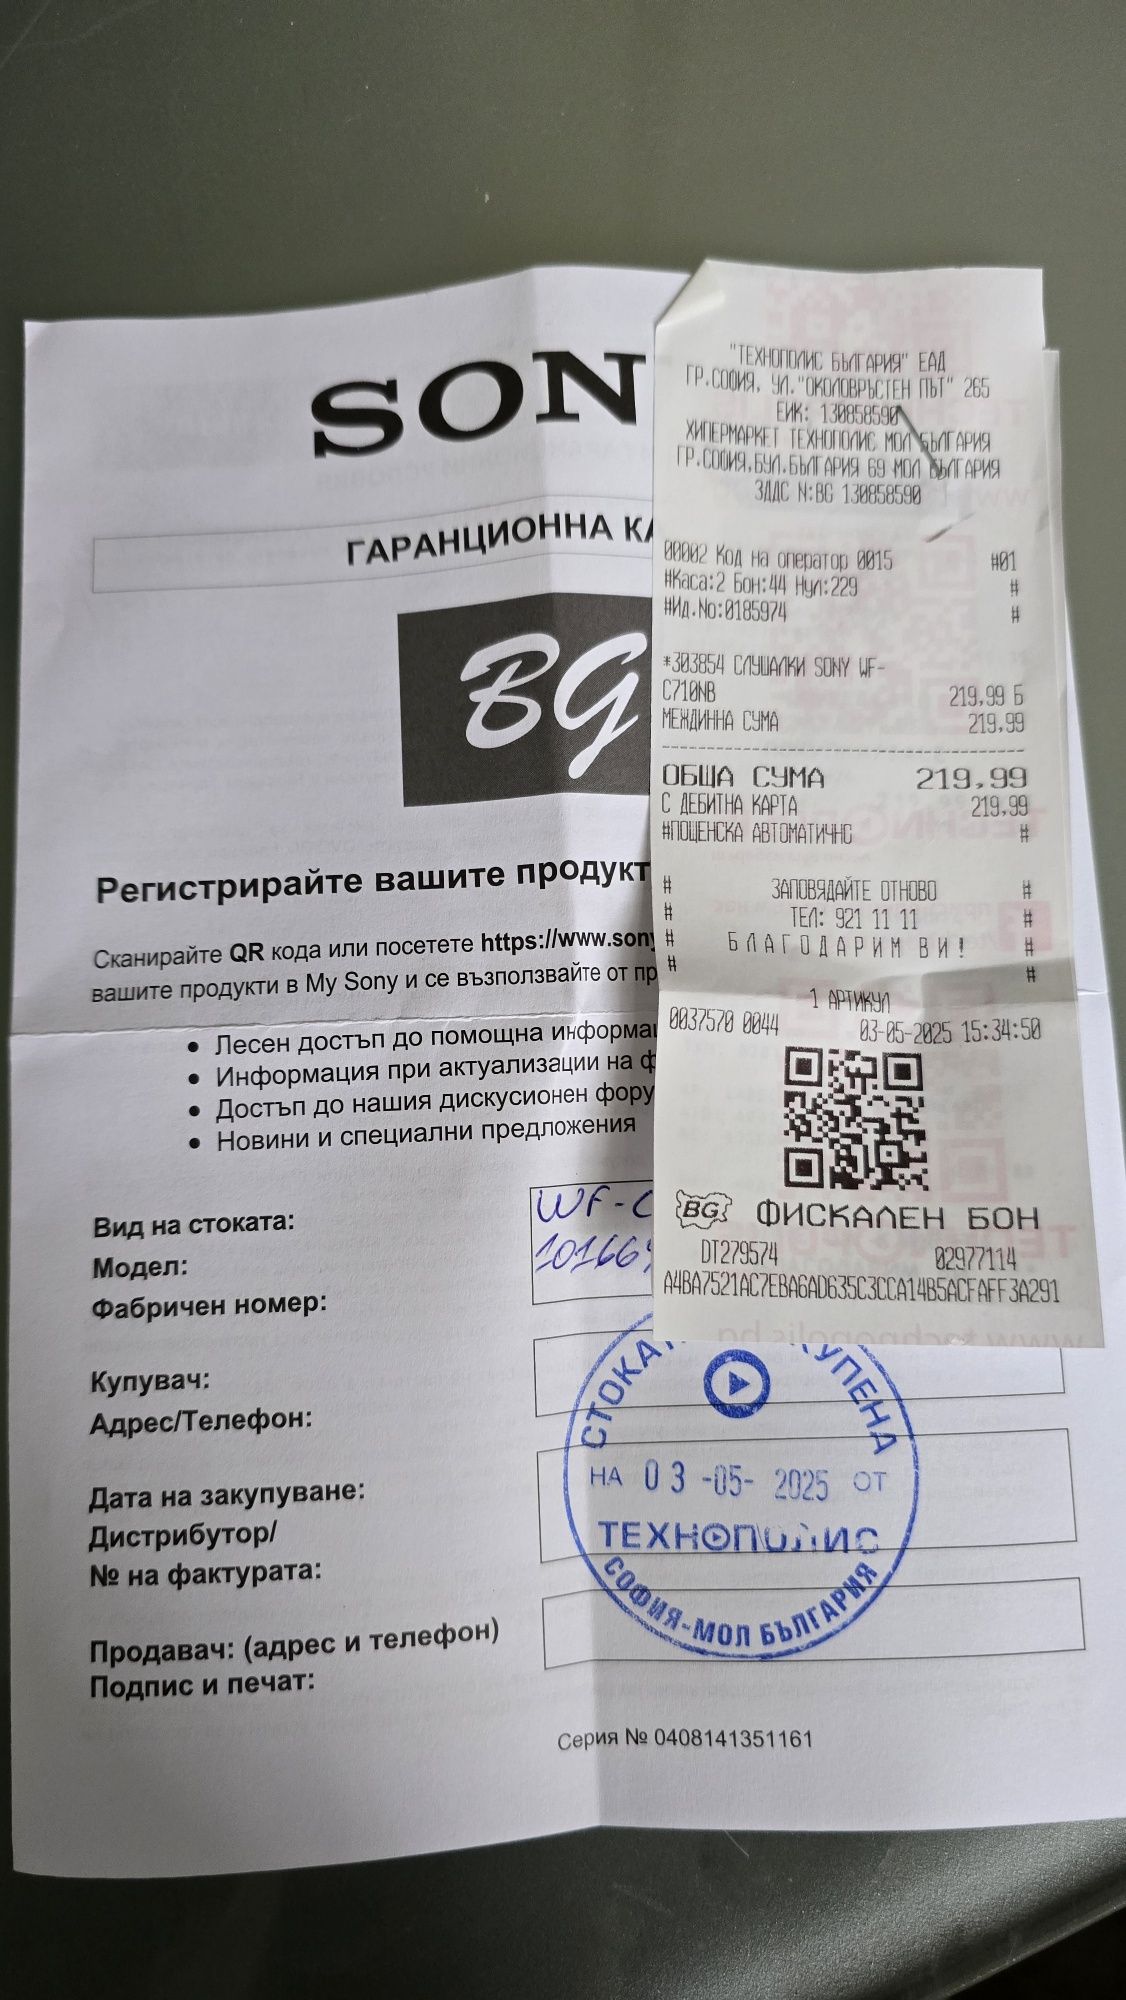 SON
ГАРАНЦИОННА КА
BG
Регистрирайте вашите продукт
Сканирайте QR кода или посетете https://www.sony
вашите продукти в My Sony и се възползвайте от пр
● Лесен достъп до помощна информа
● Информация при актуализации на ф
● Достъп до нашия дискусионен фору
● Новини и специални предложения
Вид на стоката:
WF-C
Модел:
101664
Фабричен номер:
Купувач:
Адрес/Телефон:
Дата на закупуване:
Дистрибутор/
№ на фактурата:
Продавач: (адрес и телефон)
Подпис и печат:
Серия № 0408141351161
СТОКА КУПЕНА
НА 03 -05- 2025 ОТ
ТЕХНОПОЛИС
СОФИЯ-МОЛ БЪЛГАРИЯ
"ТЕХНОПОЛИС БЪЛГАРИЯ" ЕАД
ГР.СОФИЯ, УЛ."ОКОЛОВРЪСТЕН ПЪТ" 265
ЕИК: 130858590
ХИПЕРМАРКЕТ ТЕХНОПОЛИС МОЛ БЪЛГАРИЯ
ГР.СОФИЯ.БУЛ.БЪЛГАРИЯ 69 МОЛ БЪЛГАРИЯ
ЗДДС N:BG 130858590
00002 Код на оператор 0015 #01
#Каса:2 Бон:44 Нул:229 #
#Ид.No:0185974 #
*303854 СЛУШАЛКИ SONY WF-
C710NB 219,99 Б
МЕЖДИННА СУМА 219,99
ОБЩА СУМА 219,99
С ДЕБИТНА КАРТА 219,99
#ПОЦЕНСКА АВТОМАТИЧНО #
# ЗАПОВЯДАЙТЕ ОТНОВО #
# ТЕЛ: 921 11 11 #
# БЛАГОДАРИМ ВИ! #
# #
1 АРТИКУЛ
0037570 0044 03-05-2025 15:34:50
BG ФИСКАЛЕН БОН
DT279574 02977114
A4BA7521AC7EBA6AD635C3CCA14B5ACFAFF3A291